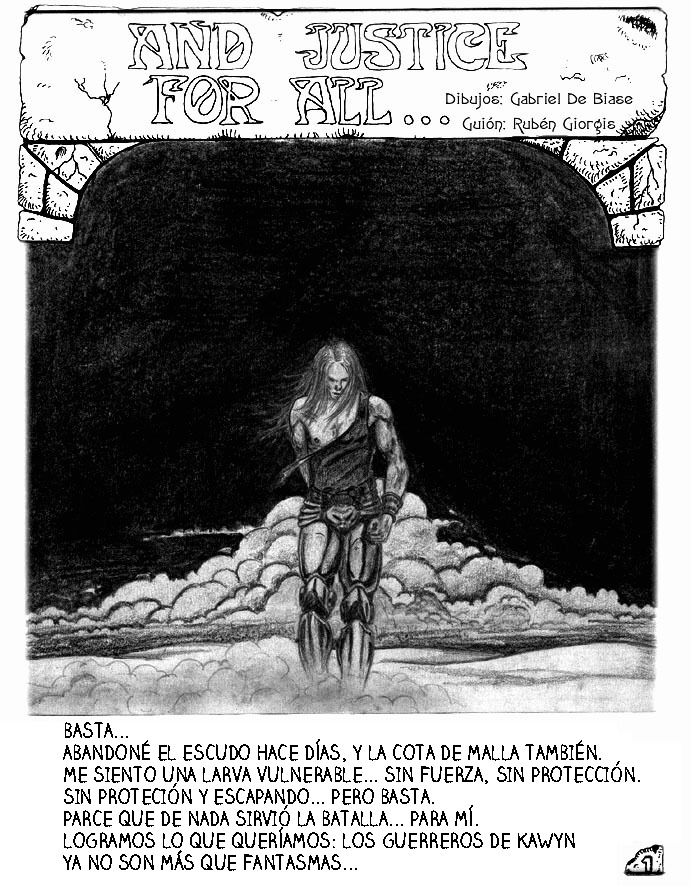 AND JUSTICE
FOR ALL...
Dibujos: Gabriel De Biase
Guión: Rubén Giorgis
BASTA...
ABANDONÉ EL ESCUDO HACE DÍAS, Y LA COTA DE MALLA TAMBIÉN.
ME SIENTO UNA LARVA VULNERABLE... SIN FUERZA, SIN PROTECCIÓN.
SIN PROTECIÓN Y ESCAPANDO... PERO BASTA.
PARCE QUE DE NADA SIRVIÓ LA BATALLA... PARA MÍ.
LOGRAMOS LO QUE QUERÍAMOS: LOS GUERREROS DE KAWYN
YA NO SON MÁS QUE FANTASMAS...
1